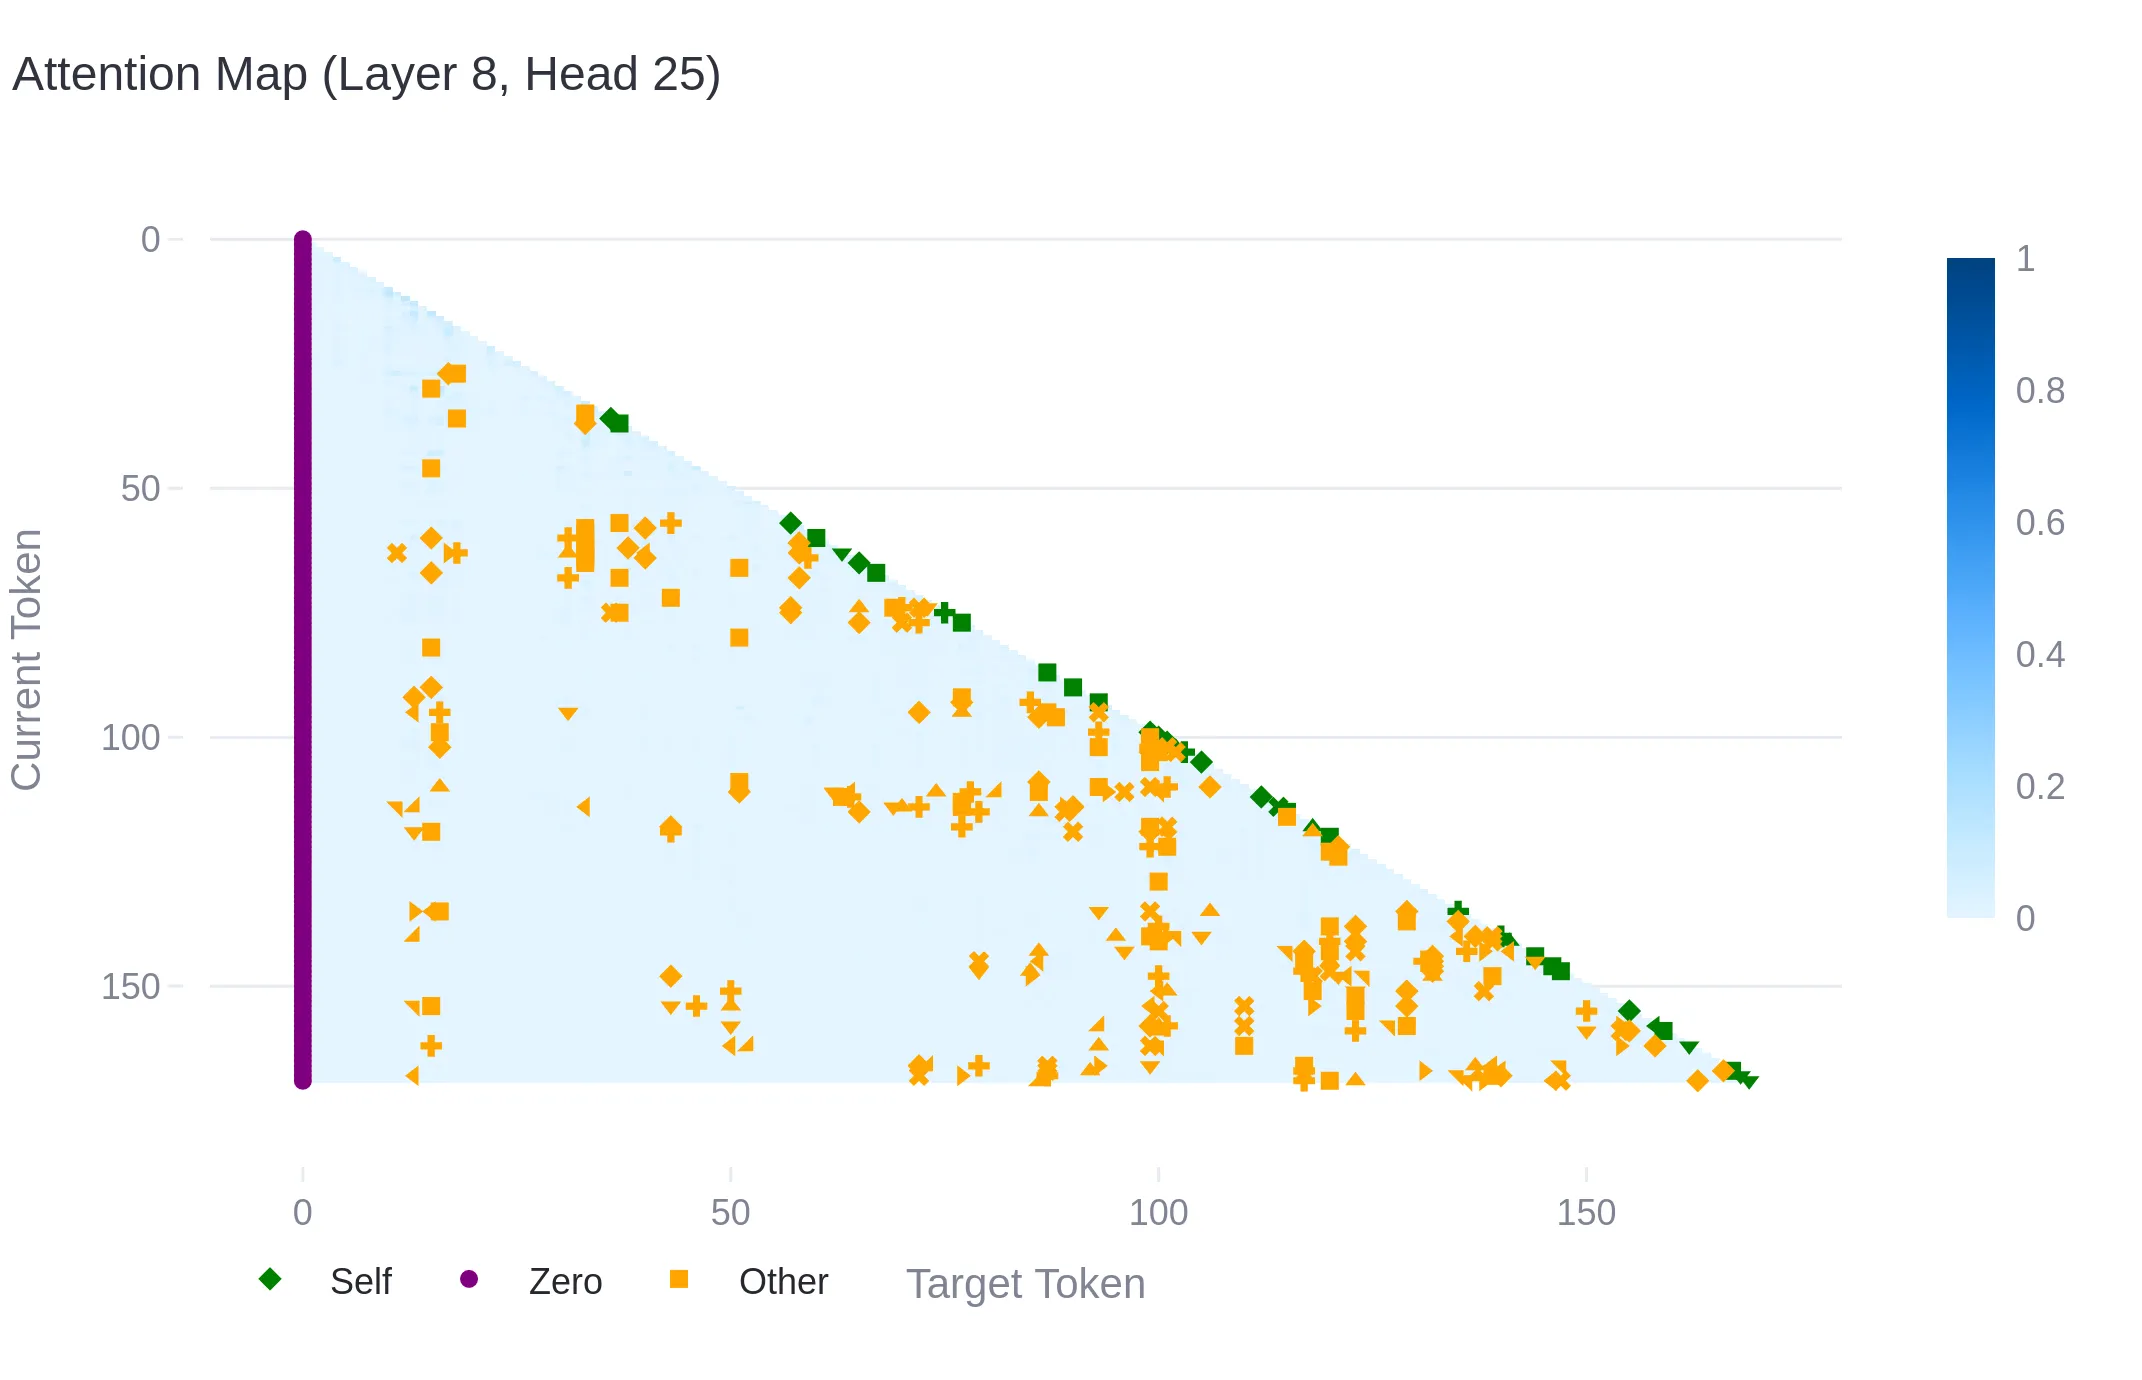 Attention Map (Layer 8, Head 25)
0
50
100
150
Current Token
1
0.8
0.6
0.4
0.2
0
0
50
100
150
Self
Zero
Other
Target Token